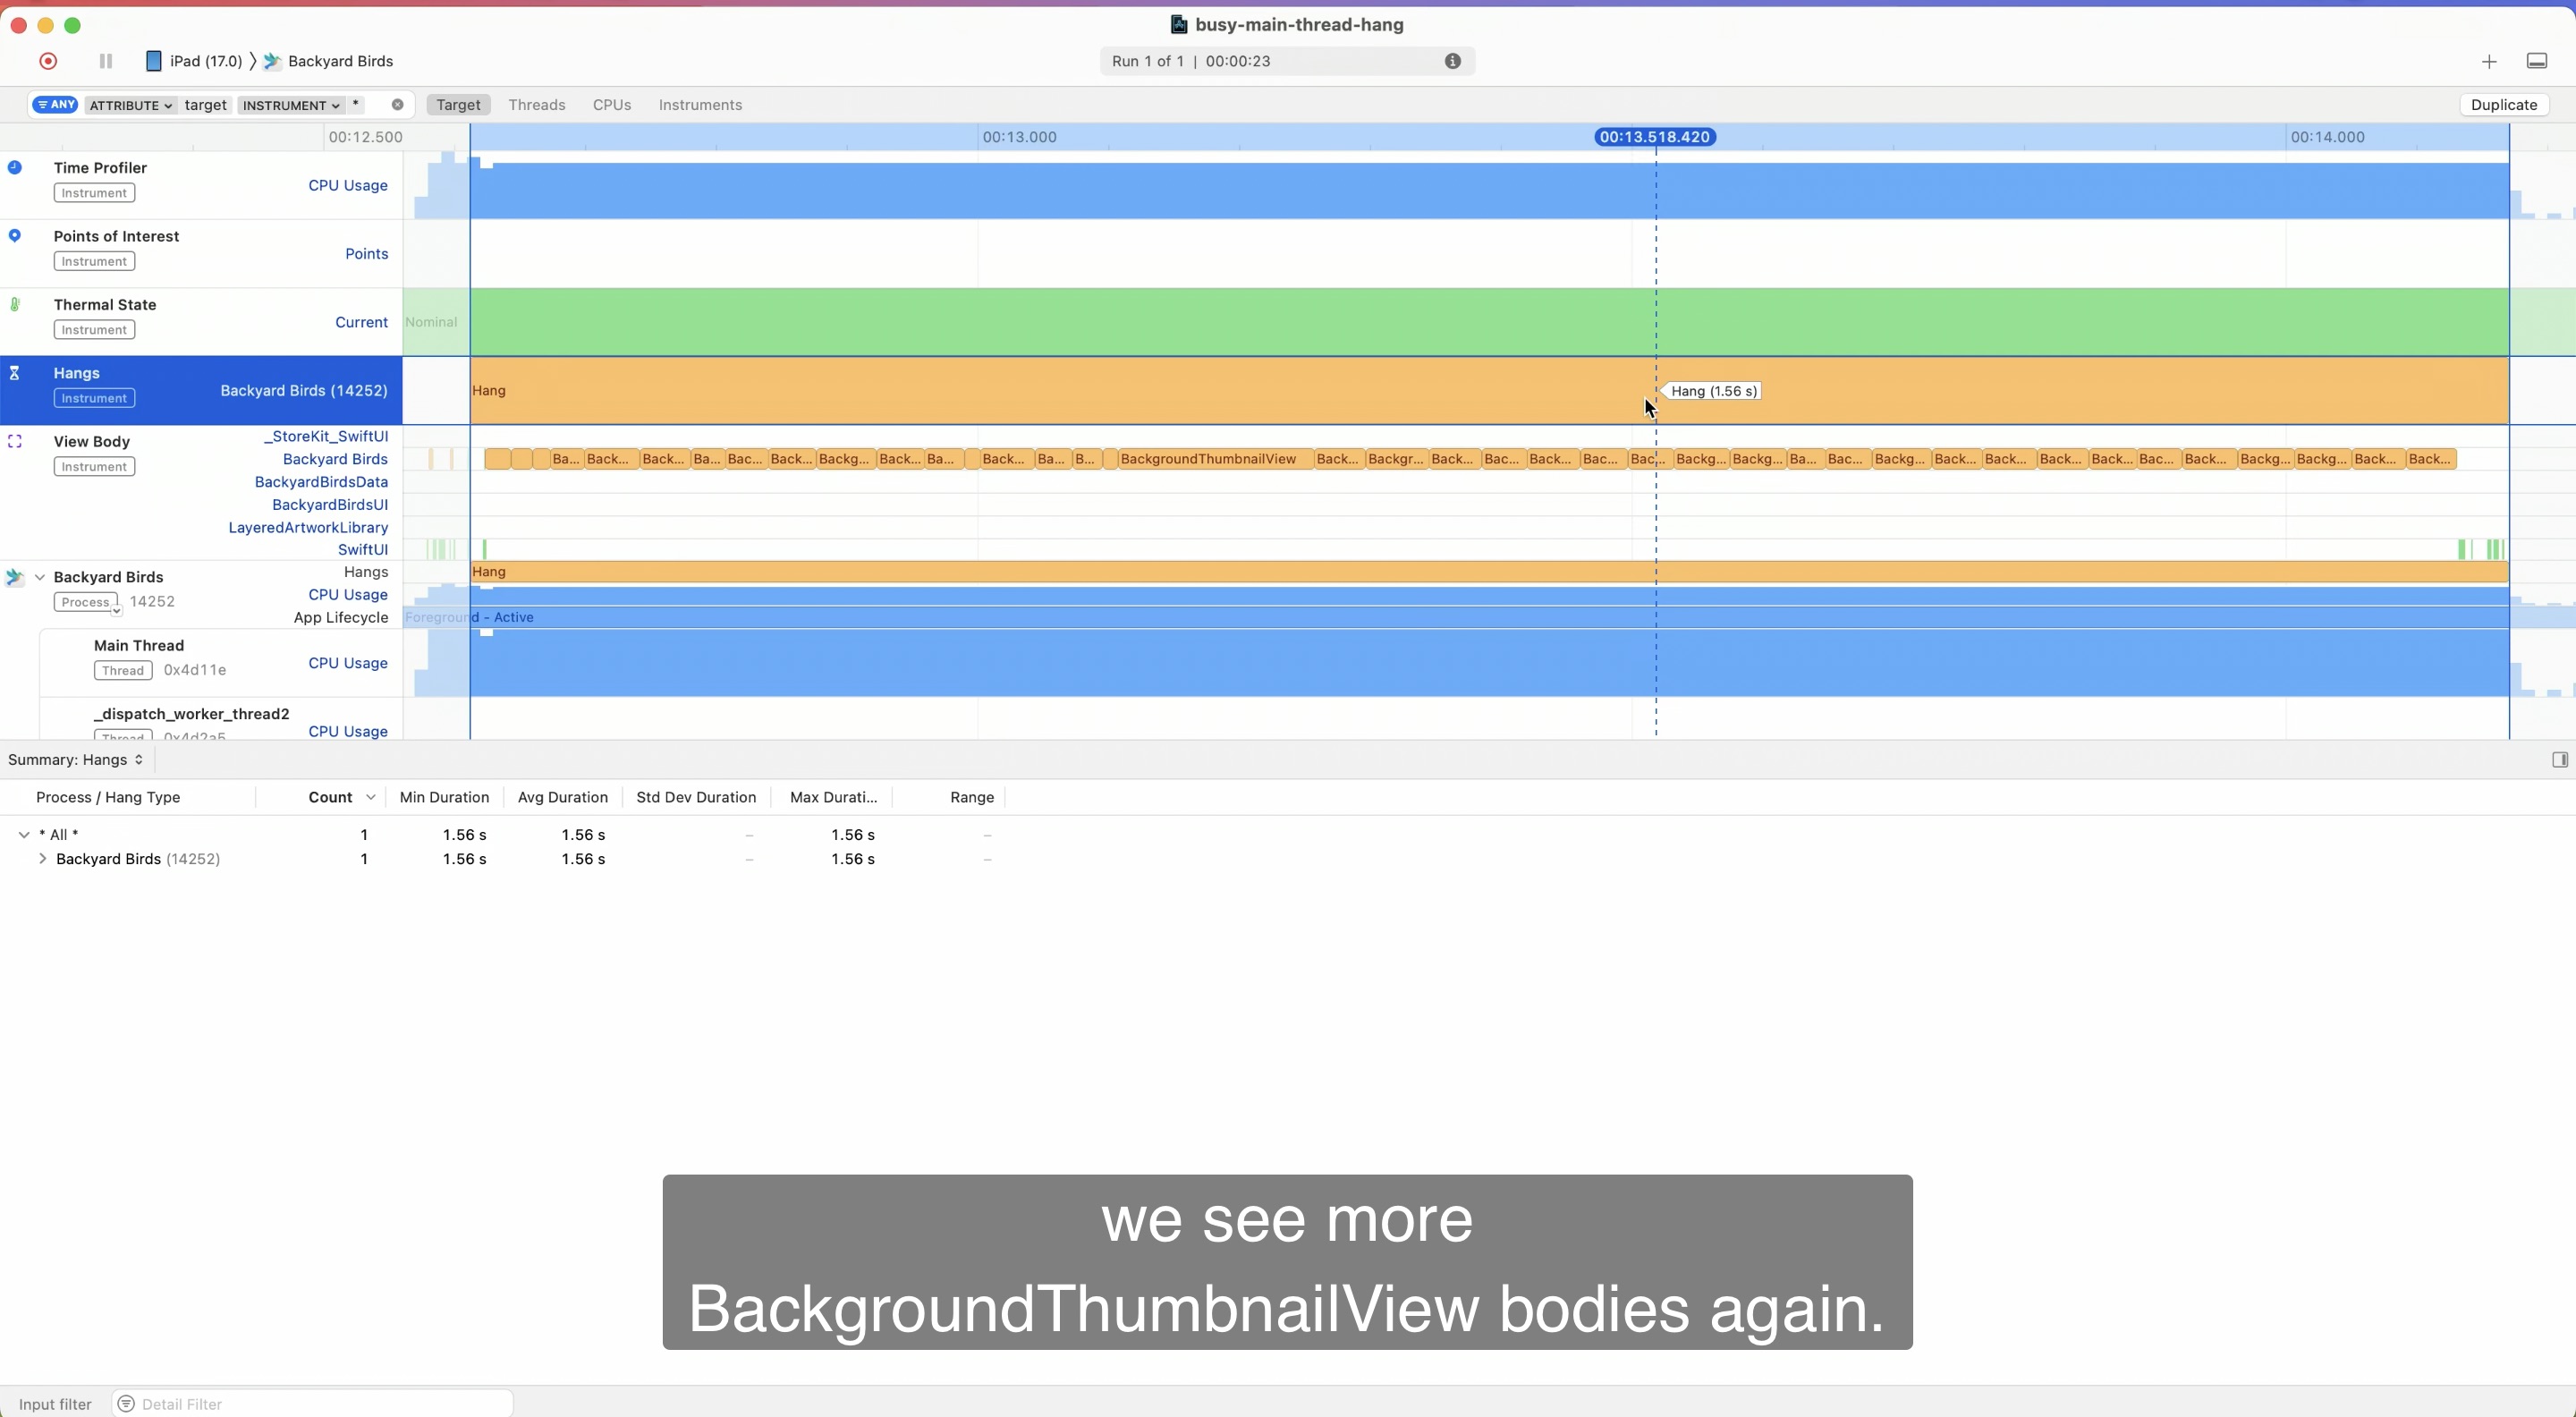 busy-main-thread-hang
iPad (17.0) 〉 Backyard Birds
Run 1 of 1 | 00:00:23
ANY ATTRIBUTE target INSTRUMENT *
Target Threads CPUs Instruments
Duplicate
00:12.500 00:13.000 00:13.518.420 00:14.000
Time Profiler
Instrument
CPU Usage
Points of Interest
Instrument
Points
Thermal State
Instrument
Current
Nominal
Hangs
Instrument
Backyard Birds (14252)
Hang
Hang (1.56 s)
View Body
Instrument
_StoreKit_SwiftUI
Backyard Birds
Ba... Back... Back... Ba... Bac... Back... Backg... Back... Ba... Back... Ba... B... BackgroundThumbnailView Back... Backgr... Back... Bac... Back... Bac... Bac... Backg... Backg... Ba... Bac... Backg... Back... Back... Back... Back... Bac... Back... Backg... Backg... Back... Back...
BackyardBirdsData
BackyardBirdsUI
LayeredArtworkLibrary
SwiftUI
Backyard Birds
Process 14252
Hangs
Hang
CPU Usage
App Lifecycle
Foreground - Active
Main Thread
Thread 0x4d11e
CPU Usage
_dispatch_worker_thread2
Thread 0x4d2a5
CPU Usage
Summary: Hangs
Process / Hang Type Count Min Duration Avg Duration Std Dev Duration Max Durati... Range
* All * 1 1.56 s 1.56 s – 1.56 s –
Backyard Birds (14252) 1 1.56 s 1.56 s – 1.56 s –
we see more
BackgroundThumbnailView bodies again.
Input filter Detail Filter